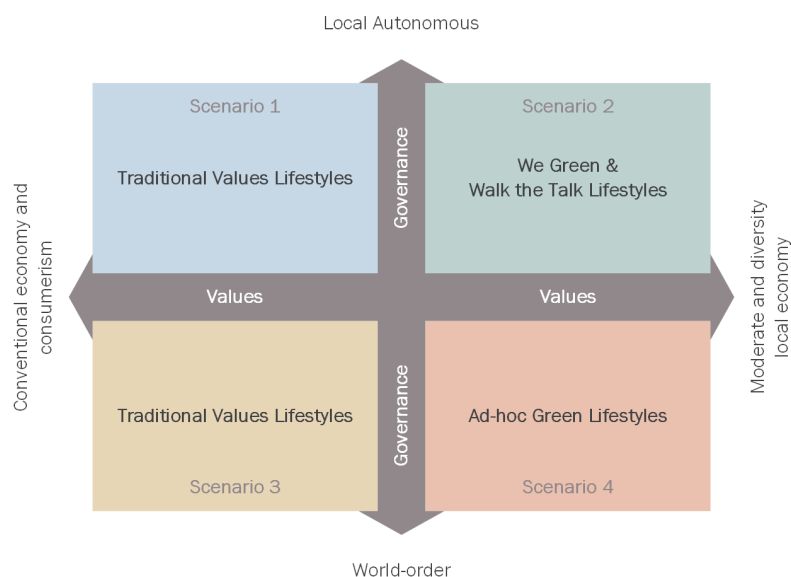 Local Autonomous
Scenario 1
Scenario 2
Traditional Values Lifestyles
We Green &
Walk the Talk Lifestyles
Governance
Conventional economy and
consumerism
Values
Values
Moderate and diversity
local economy
Governance
Traditional Values Lifestyles
Ad-hoc Green Lifestyles
Scenario 3
Scenario 4
World-order